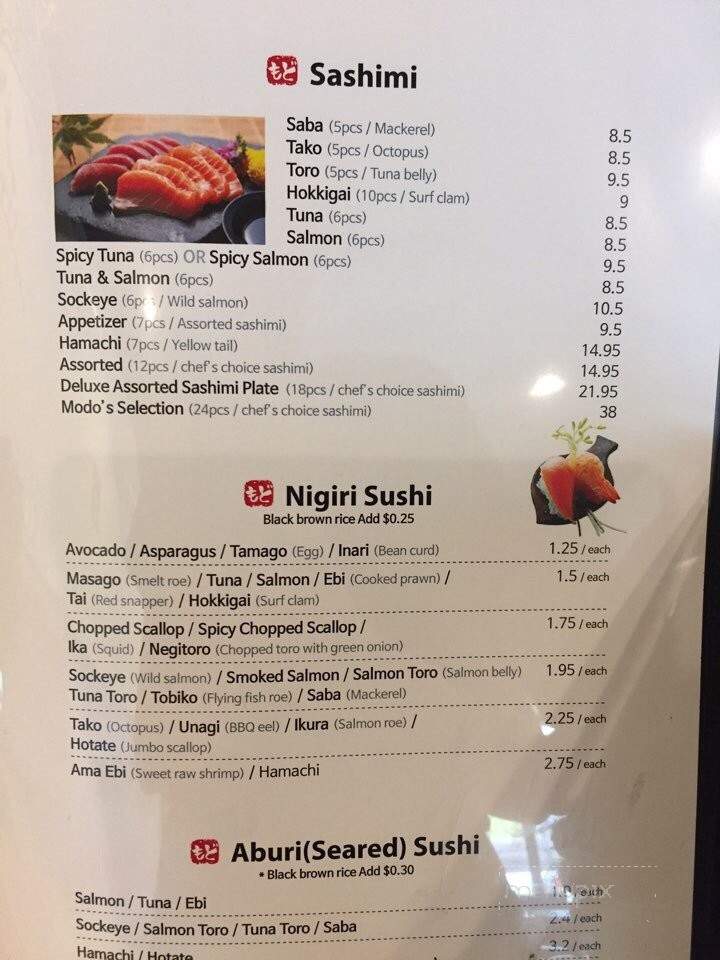 もど Sashimi
Saba (5pcs / Mackerel) 8.5
Tako (5pcs / Octopus) 8.5
Toro (5pcs / Tuna belly) 9.5
Hokkigai (10pcs / Surf clam) 9
Tuna (6pcs) 8.5
Salmon (6pcs) 8.5
Spicy Tuna (6pcs) OR Spicy Salmon (6pcs) 9.5
Tuna & Salmon (6pcs) 8.5
Sockeye (6pcs / Wild salmon) 10.5
Appetizer (7pcs / Assorted sashimi) 9.5
Hamachi (7pcs / Yellow tail) 14.95
Assorted (12pcs / chef's choice sashimi) 14.95
Deluxe Assorted Sashimi Plate (18pcs / chef's choice sashimi) 21.95
Modo's Selection (24pcs / chef's choice sashimi) 38
もど Nigiri Sushi
Black brown rice Add $0.25
Avocado / Asparagus / Tamago (Egg) / Inari (Bean curd) 1.25 / each
Masago (Smelt roe) / Tuna / Salmon / Ebi (Cooked prawn) / 1.5 / each
Tai (Red snapper) / Hokkigai (Surf clam)
Chopped Scallop / Spicy Chopped Scallop / 1.75 / each
Ika (Squid) / Negitoro (Chopped toro with green onion)
Sockeye (Wild salmon) / Smoked Salmon / Salmon Toro (Salmon belly) 1.95 / each
Tuna Toro / Tobiko (Flying fish roe) / Saba (Mackerel)
Tako (Octopus) / Unagi (BBQ eel) / Ikura (Salmon roe) / 2.25 / each
Hotate (Jumbo scallop)
Ama Ebi (Sweet raw shrimp) / Hamachi 2.75 / each
もど Aburi(Seared) Sushi
* Black brown rice Add $0.30
Salmon / Tuna / Ebi / each
Sockeye / Salmon Toro / Tuna Toro / Saba 2.4 / each
Hamachi / Hotate 3.2 / each